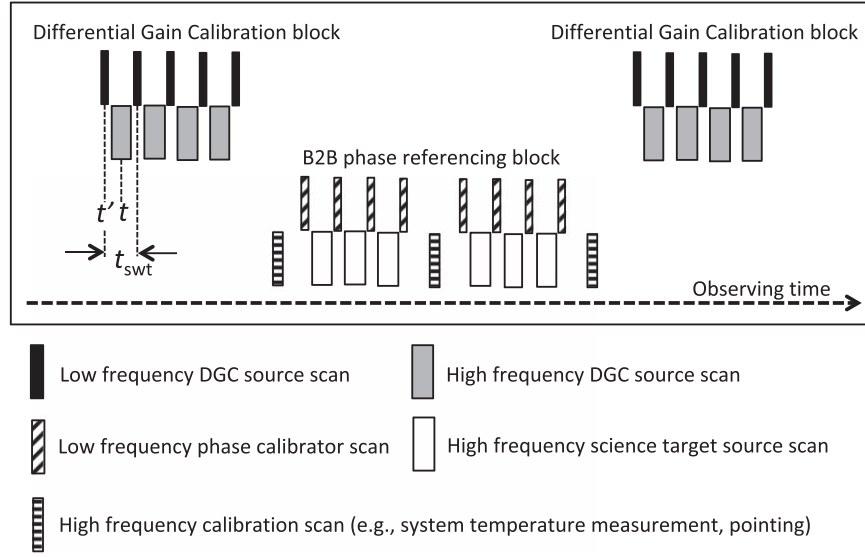 Differential Gain Calibration block
Differential Gain Calibration block
B2B phase referencing block
t′ t
t_swt
Observing time
Low frequency DGC source scan
High frequency DGC source scan
Low frequency phase calibrator scan
High frequency science target source scan
High frequency calibration scan (e.g., system temperature measurement, pointing)